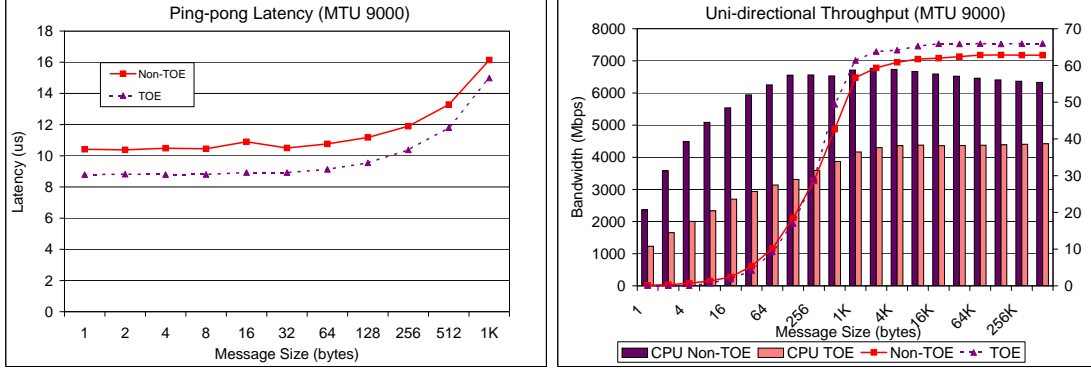 Ping-pong Latency (MTU 9000)
18
16
14
12
10
8
6
4
2
0
Latency (us)
Non-TOE
TOE
1 2 4 8 16 32 64 128 256 512 1K
Message Size (bytes)
Uni-directional Throughput (MTU 9000)
8000
7000
6000
5000
4000
3000
2000
1000
0
Bandwidth (Mbps)
70
60
50
40
30
20
10
0
1 4 16 64 256 1K 4K 16K 64K 256K
Message Size (bytes)
CPU Non-TOE CPU TOE Non-TOE TOE